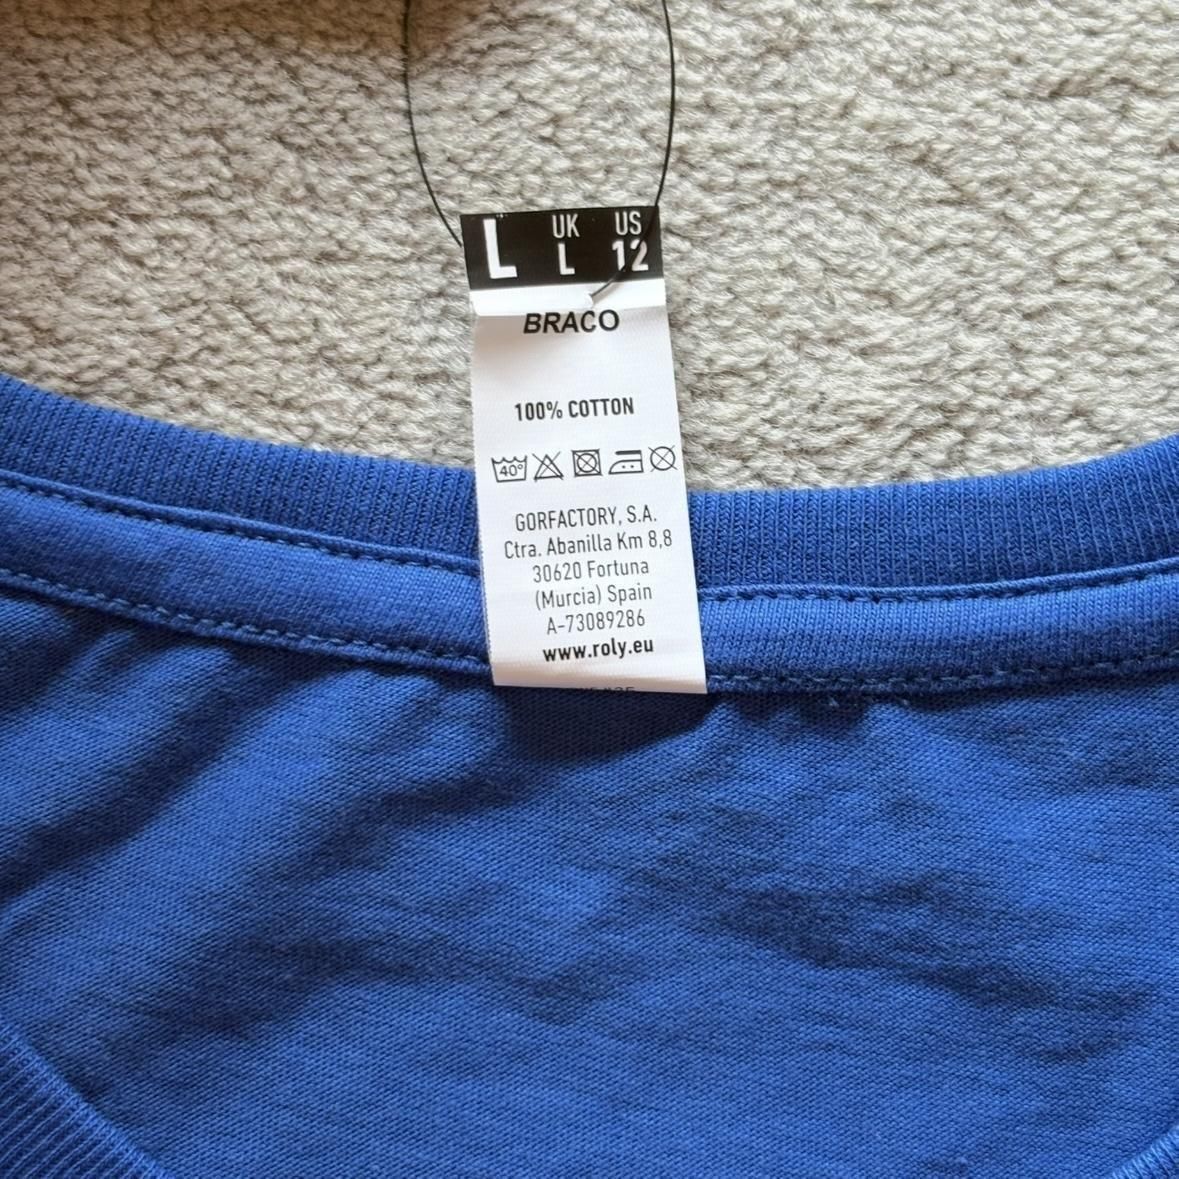 L UK US
L 12
BRACO
100% COTTON
40°
GORFACTORY, S.A.
Ctra. Abanilla Km 8,8
30620 Fortuna
(Murcia) Spain
A-73089286
www.roly.eu